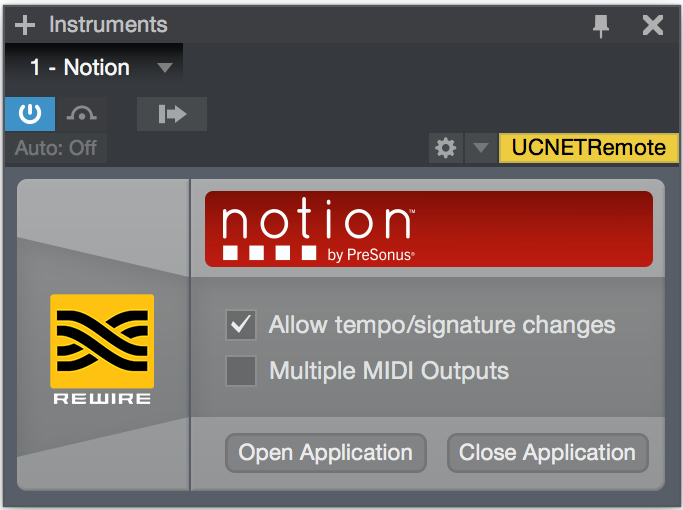 Instruments
1 - Notion
Auto: Off
UCNETRemote
notion™
by PreSonus®
Allow tempo/signature changes
REWIRE
Multiple MIDI Outputs
Open Application
Close Application